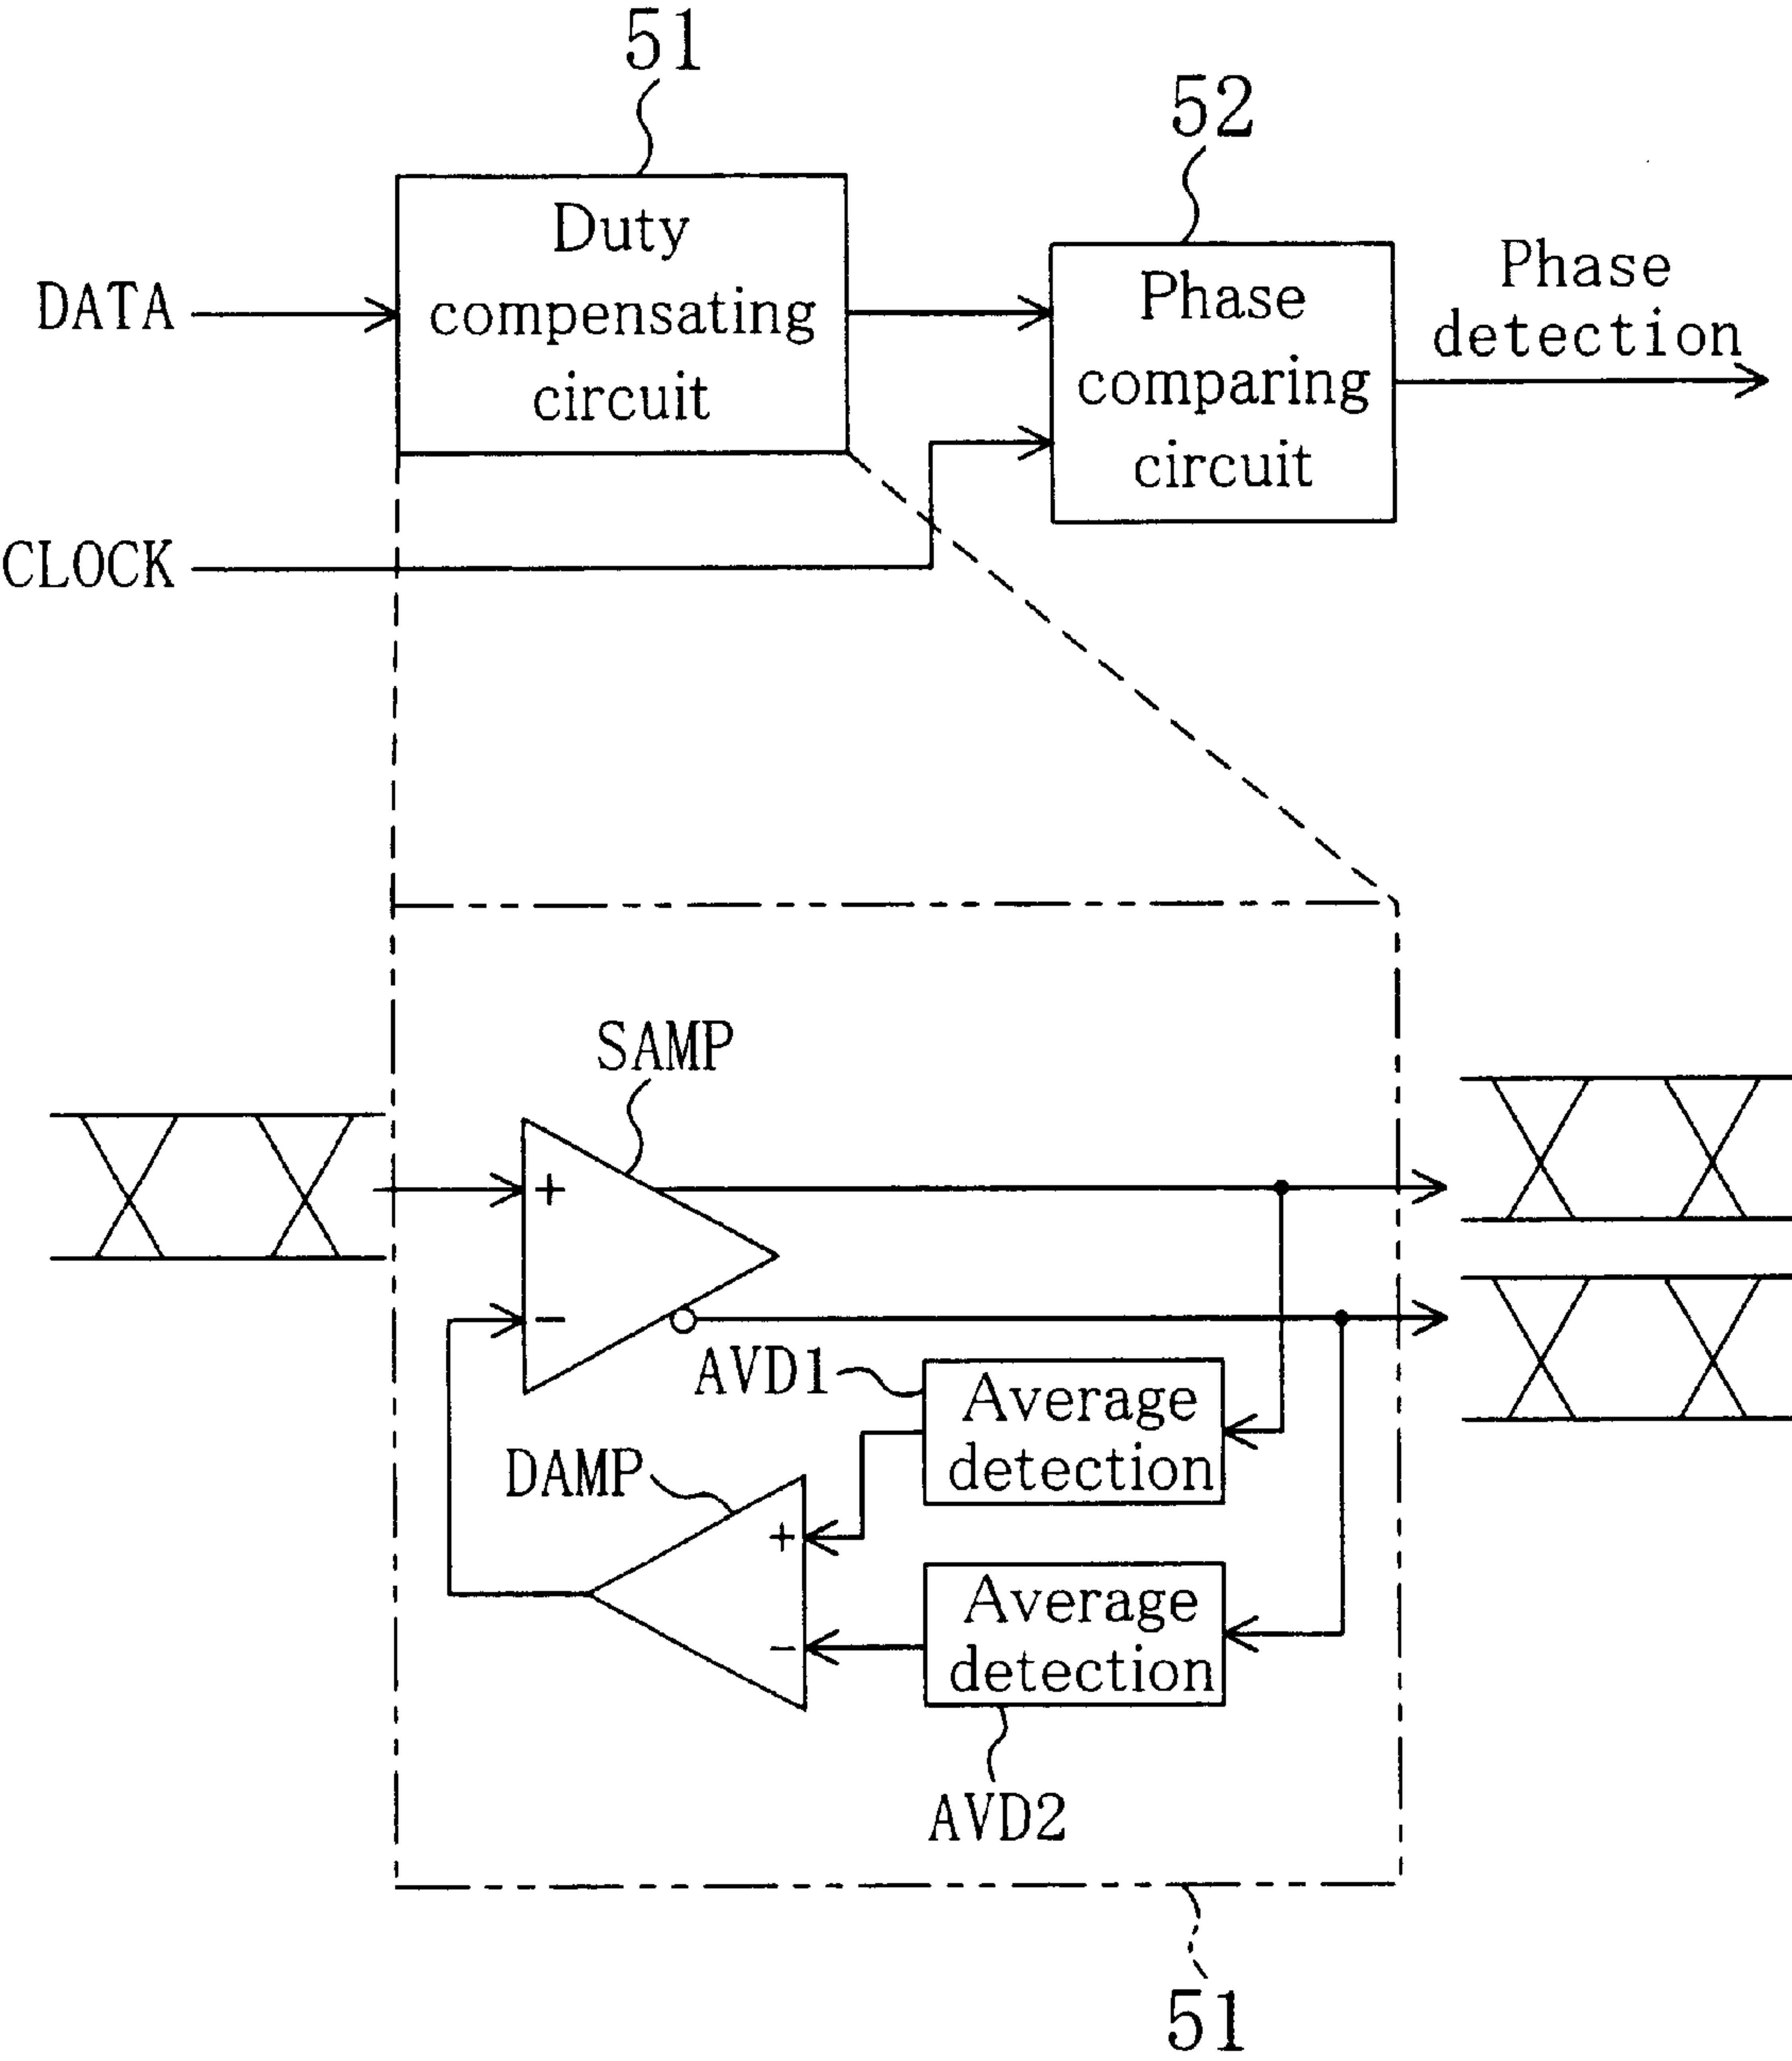 51
52
Duty
compensating
circuit
DATA
Phase
comparing
circuit
Phase
detection
CLOCK
SAMP
+
−
AVD1
Average
detection
DAMP
+
−
Average
detection
AVD2
51